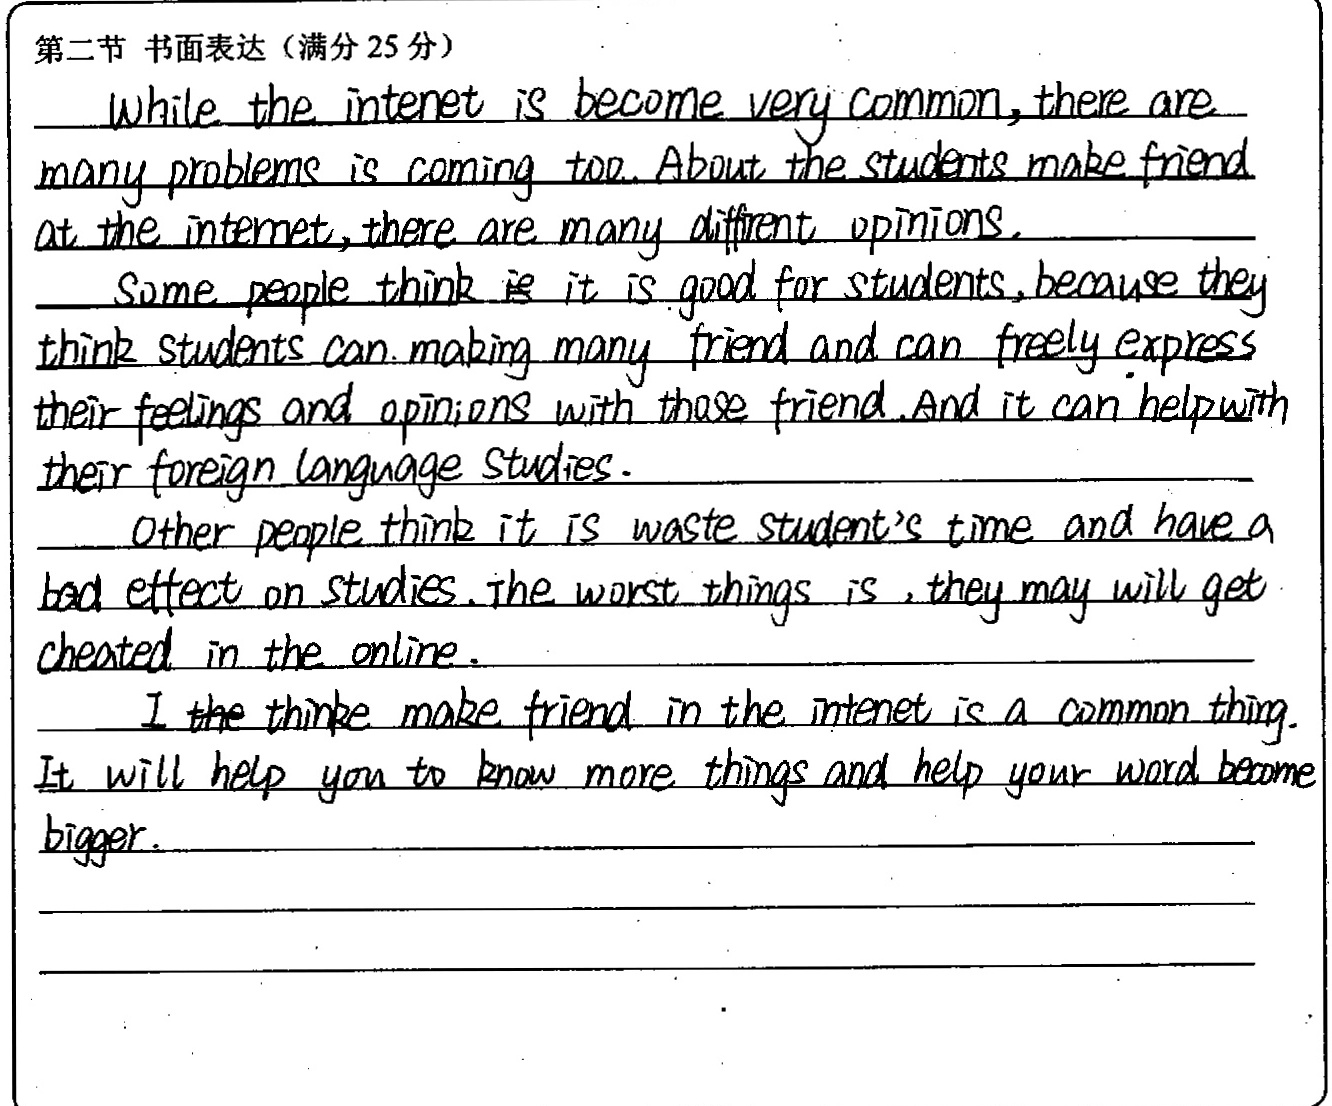 第二节 书面表达（满分 25 分）
While the intenet is become very common, there are
many problems is coming too. About the students make friend
at the internet, there are many diffrent opinions.
Some people think is it is good for students, because they
think students can making many friend and can freely express
their feelings and opinions with those friend. And it can help with
their foreign language studies.
Other people think it is waste student's time and have a
bad effect on studies. The worst things is, they may will get
cheated in the online.
I the thinke make friend in the intenet is a common thing.
It will help you to know more things and help your word become
bigger.